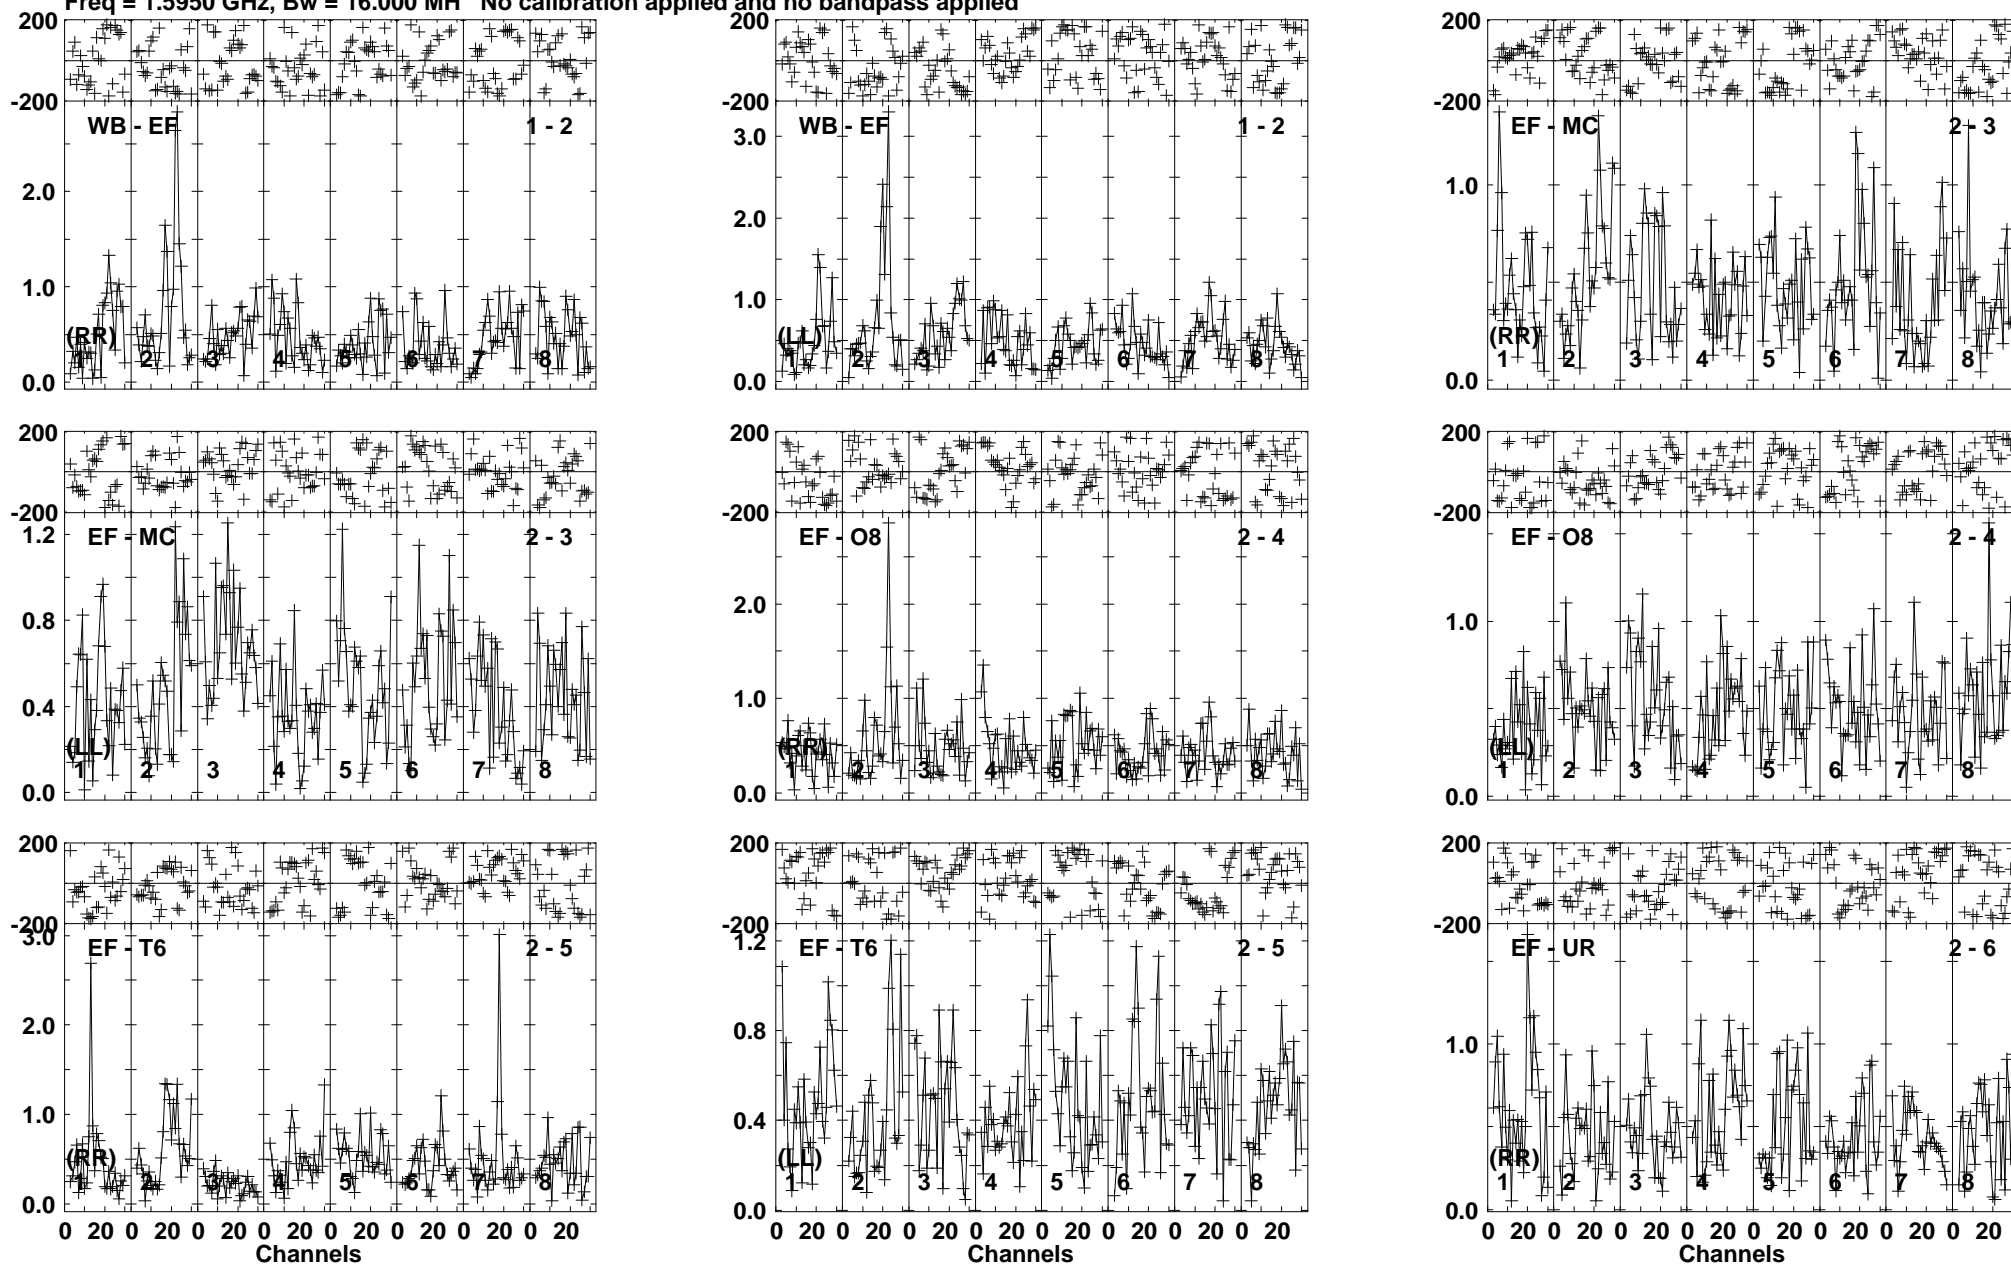 Freq = 1.5950 GHz, Bw = 16.000 MH No calibration applied and no bandpass applied
200 200 200
-200 -200 -200
WB - EF 1 - 2 WB - EF 1 - 2 EF - MC 2 - 3
3.0
2.0 2.0 1.0
1.0 1.0
(RR) (LL) (RR)
1 2 3 4 5 6 7 8 1 2 3 4 5 6 7 8 1 2 3 4 5 6 7 8
0.0 0.0 0.0
200 200 200
-200 -200 -200
EF - MC 2 - 3 EF - O8 2 - 4 EF - O8 2 - 4
1.2
0.8 2.0 1.0
0.4 1.0
(LL) (RR) (LL)
1 2 3 4 5 6 7 8 1 2 3 4 5 6 7 8 1 2 3 4 5 6 7 8
0.0 0.0 0.0
200 200 200
-200 -200 -200
3.0 1.2
EF - T6 2 - 5 EF - T6 2 - 5 EF - UR 2 - 6
2.0 0.8 1.0
1.0 0.4
(RR) (LL) (RR)
1 2 3 4 5 6 7 8 1 2 3 4 5 6 7 8 1 2 3 4 5 6 7 8
0.0 0.0 0.0
0 20 0 20 0 20 0 20 0 20 0 20 0 20 0 20 0 20 0 20 0 20 0 20 0 20 0 20 0 20 0 20 0 20 0 20 0 20 0 20 0 20 0 20 0 20 0 20
Channels Channels Channels